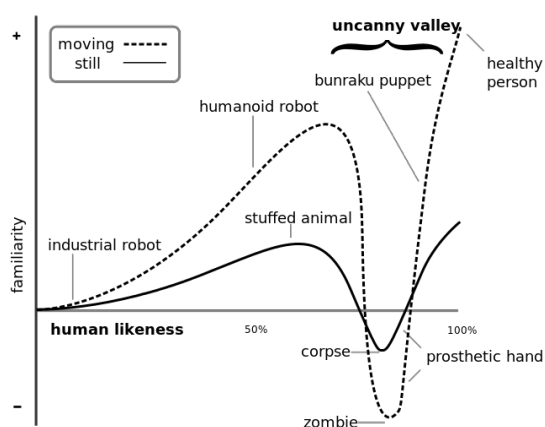 +
uncanny valley
moving
still
healthy
person
bunraku puppet
humanoid robot
stuffed animal
familiarity
industrial robot
human likeness
50%
100%
corpse
prosthetic hand
–
zombie